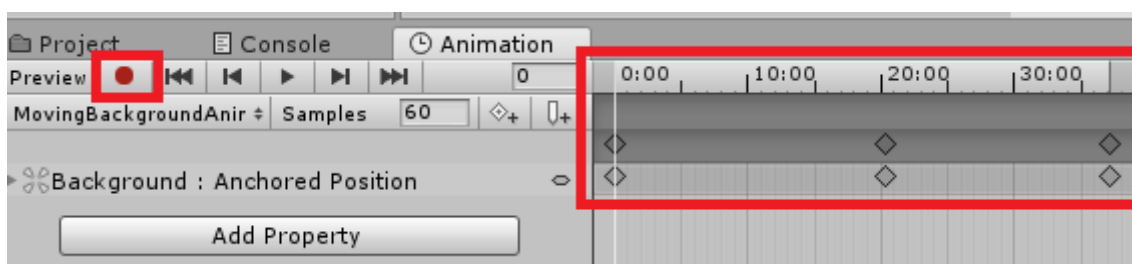 Project Console Animation
Preview 0 0:00 10:00 20:00 30:00
MovingBackgroundAnir Samples 60
Background : Anchored Position
Add Property